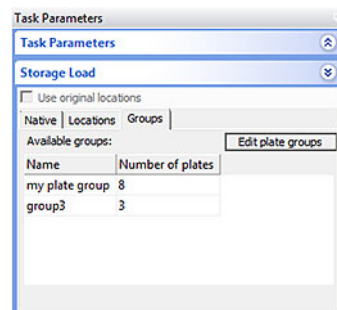 Task Parameters
Task Parameters
Storage Load
Use original locations
Native Locations Groups
Available groups: Edit plate groups
Name Number of plates
my plate group 8
group3 3